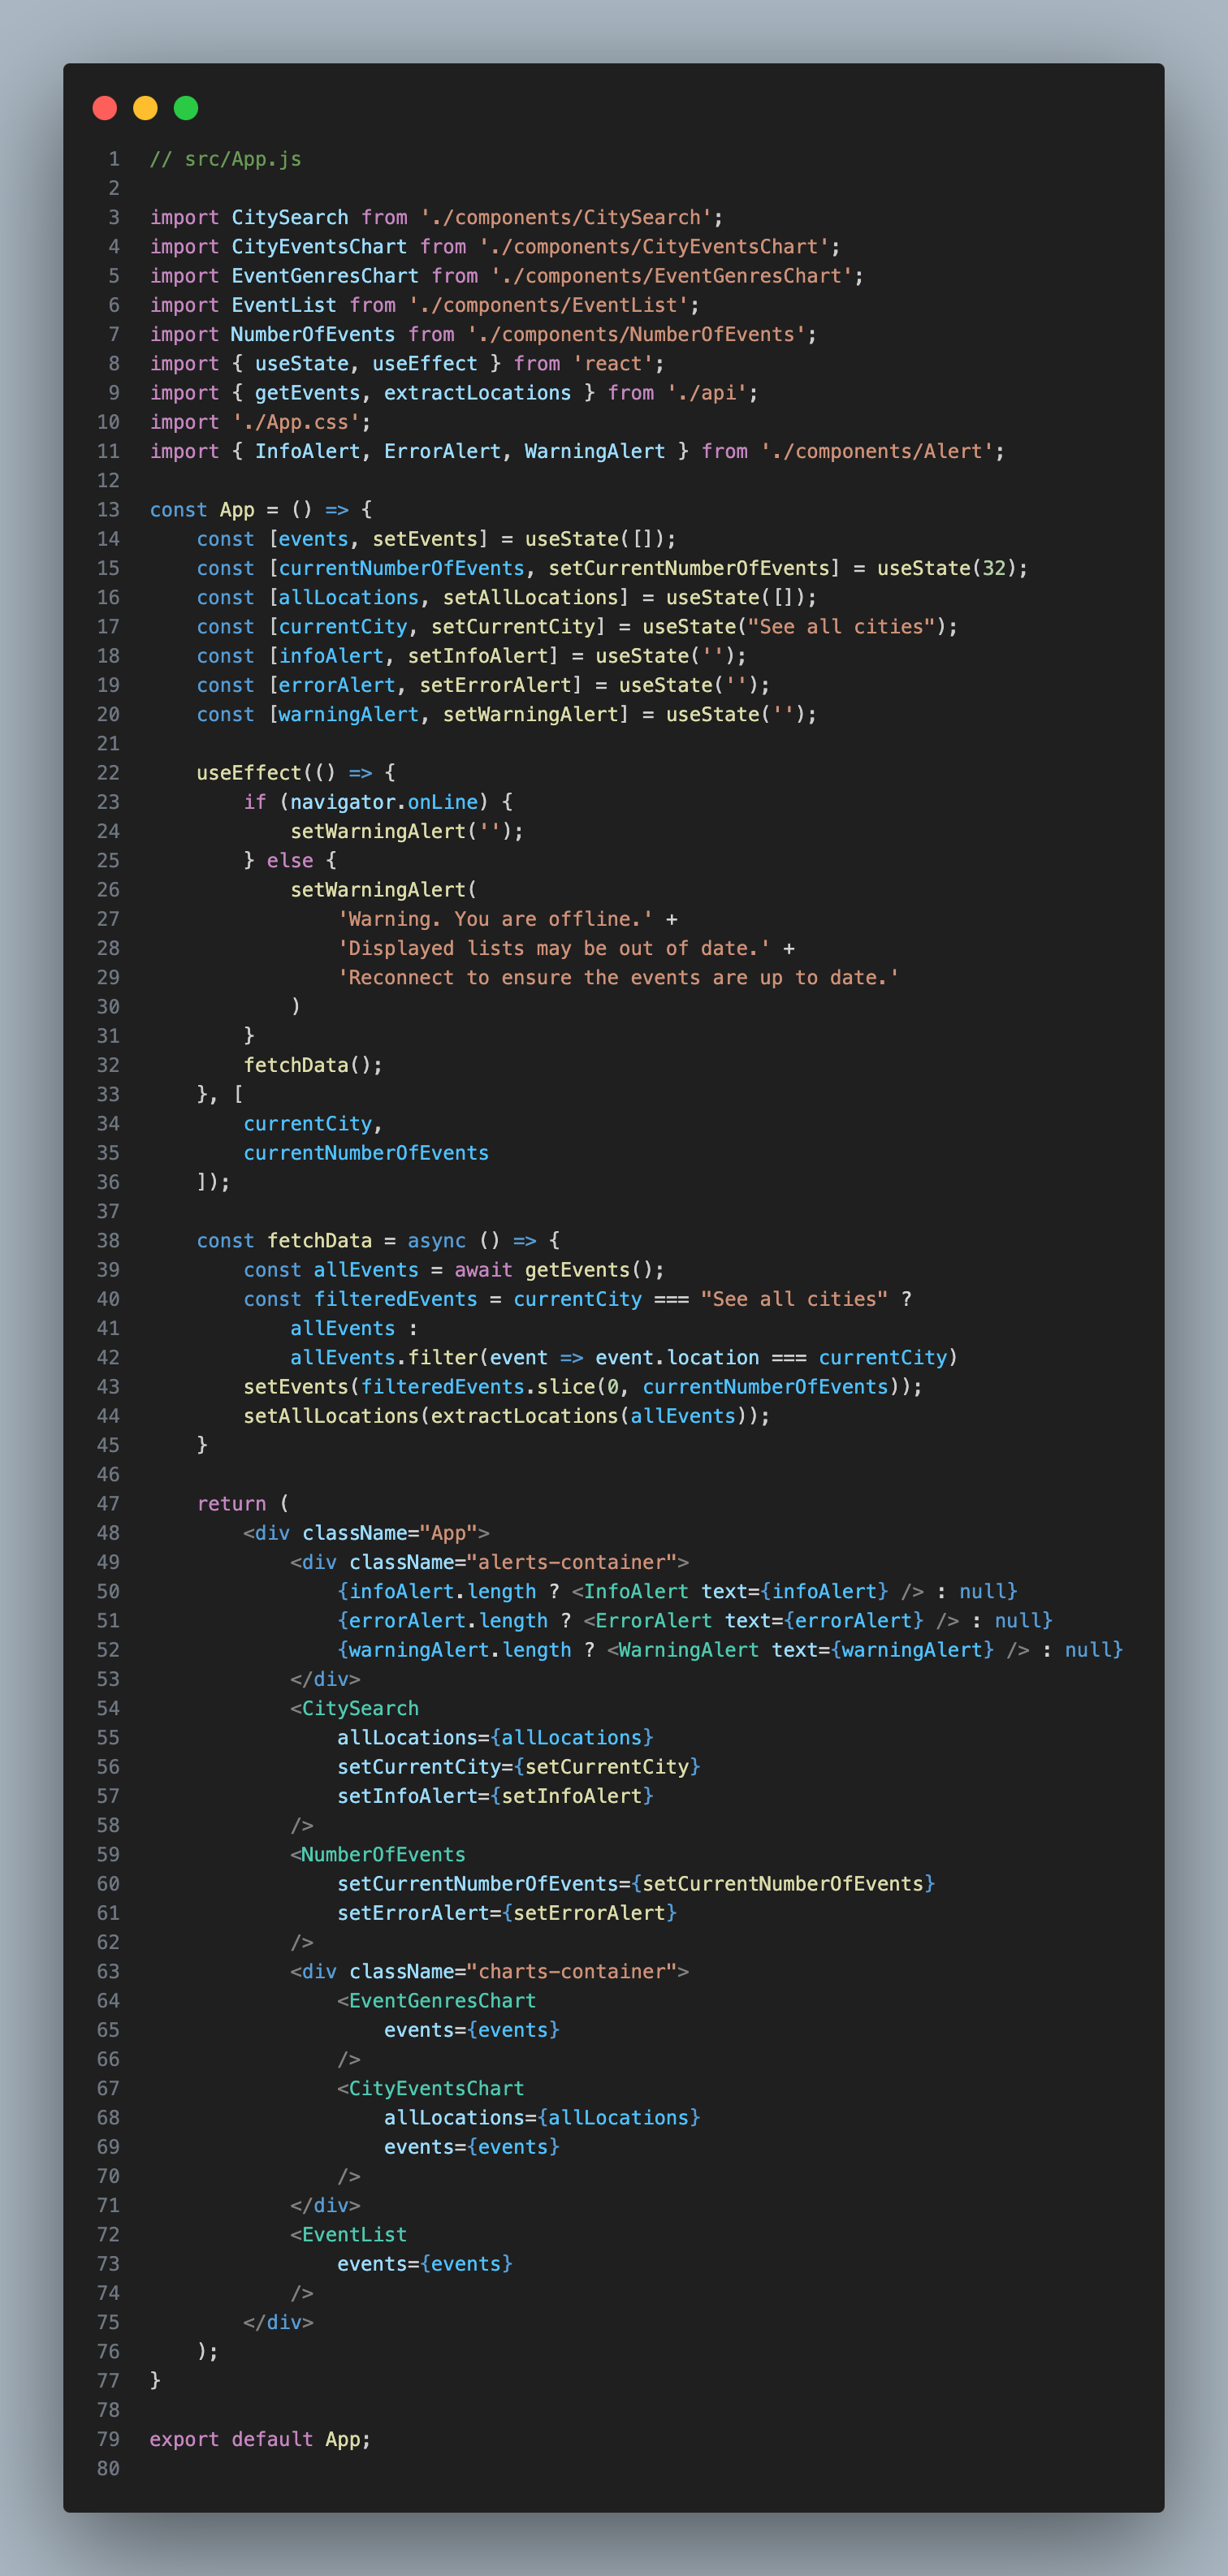 1 // src/App.js
2
3 import CitySearch from './components/CitySearch';
4 import CityEventsChart from './components/CityEventsChart';
5 import EventGenresChart from './components/EventGenresChart';
6 import EventList from './components/EventList';
7 import NumberOfEvents from './components/NumberOfEvents';
8 import { useState, useEffect } from 'react';
9 import { getEvents, extractLocations } from './api';
10 import './App.css';
11 import { InfoAlert, ErrorAlert, WarningAlert } from './components/Alert';
12
13 const App = () => {
14     const [events, setEvents] = useState([]);
15     const [currentNumberOfEvents, setCurrentNumberOfEvents] = useState(32);
16     const [allLocations, setAllLocations] = useState([]);
17     const [currentCity, setCurrentCity] = useState("See all cities");
18     const [infoAlert, setInfoAlert] = useState('');
19     const [errorAlert, setErrorAlert] = useState('');
20     const [warningAlert, setWarningAlert] = useState('');
21
22     useEffect(() => {
23         if (navigator.onLine) {
24             setWarningAlert('');
25         } else {
26             setWarningAlert(
27                 'Warning. You are offline.' +
28                 'Displayed lists may be out of date.' +
29                 'Reconnect to ensure the events are up to date.'
30             )
31         }
32         fetchData();
33     }, [
34         currentCity,
35         currentNumberOfEvents
36     ]);
37
38     const fetchData = async () => {
39         const allEvents = await getEvents();
40         const filteredEvents = currentCity === "See all cities" ?
41             allEvents :
42             allEvents.filter(event => event.location === currentCity)
43         setEvents(filteredEvents.slice(0, currentNumberOfEvents));
44         setAllLocations(extractLocations(allEvents));
45     }
46
47     return (
48         <div className="App">
49             <div className="alerts-container">
50                 {infoAlert.length ? <InfoAlert text={infoAlert} /> : null}
51                 {errorAlert.length ? <ErrorAlert text={errorAlert} /> : null}
52                 {warningAlert.length ? <WarningAlert text={warningAlert} /> : null}
53             </div>
54             <CitySearch
55                 allLocations={allLocations}
56                 setCurrentCity={setCurrentCity}
57                 setInfoAlert={setInfoAlert}
58             />
59             <NumberOfEvents
60                 setCurrentNumberOfEvents={setCurrentNumberOfEvents}
61                 setErrorAlert={setErrorAlert}
62             />
63             <div className="charts-container">
64                 <EventGenresChart
65                     events={events}
66                 />
67                 <CityEventsChart
68                     allLocations={allLocations}
69                     events={events}
70                 />
71             </div>
72             <EventList
73                 events={events}
74             />
75         </div>
76     );
77 }
78
79 export default App;
80